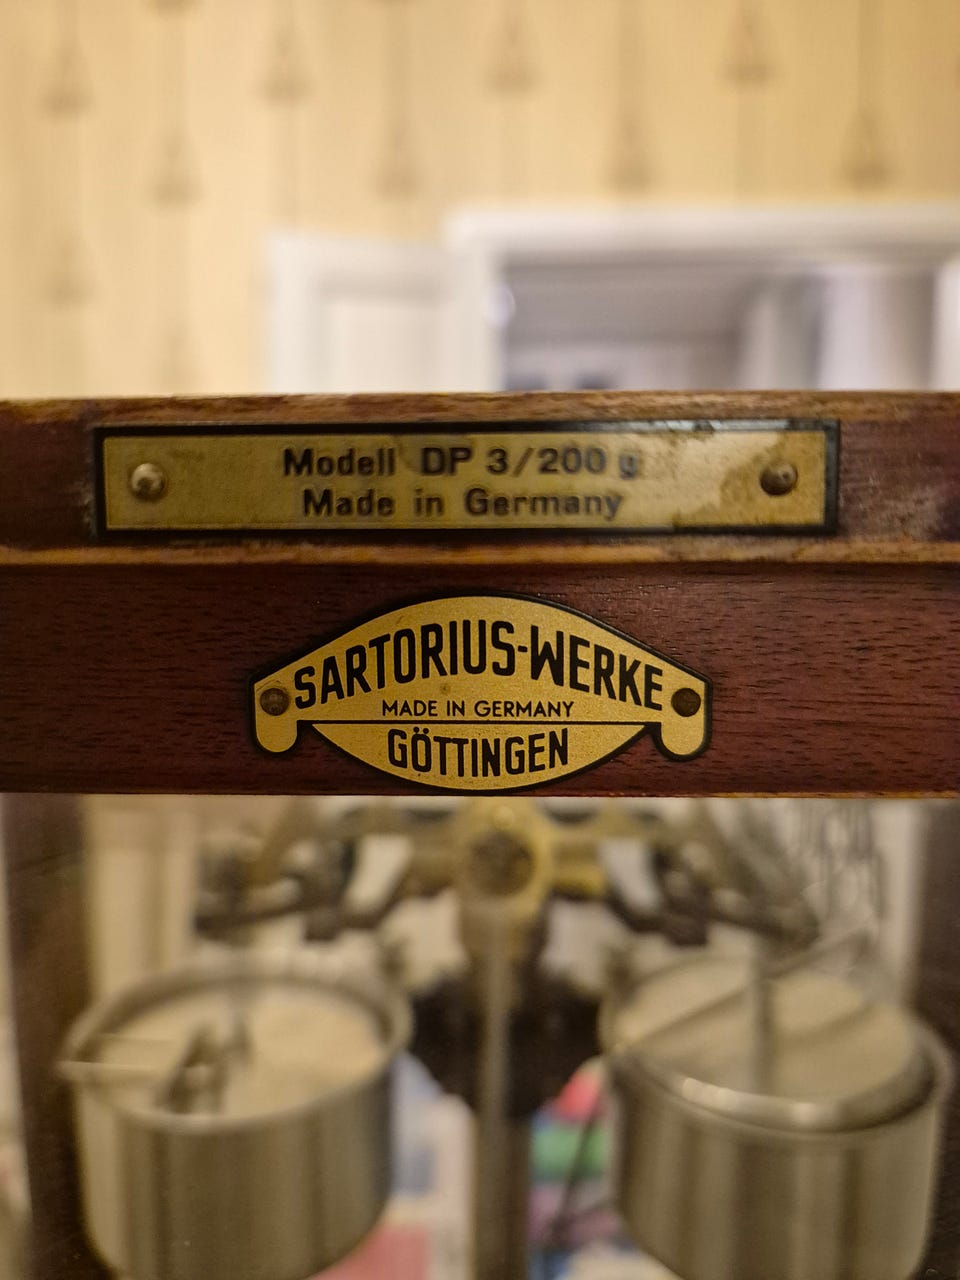 Modell DP 3/200 g
Made in Germany
SARTORIUS-WERKE
MADE IN GERMANY
GÖTTINGEN